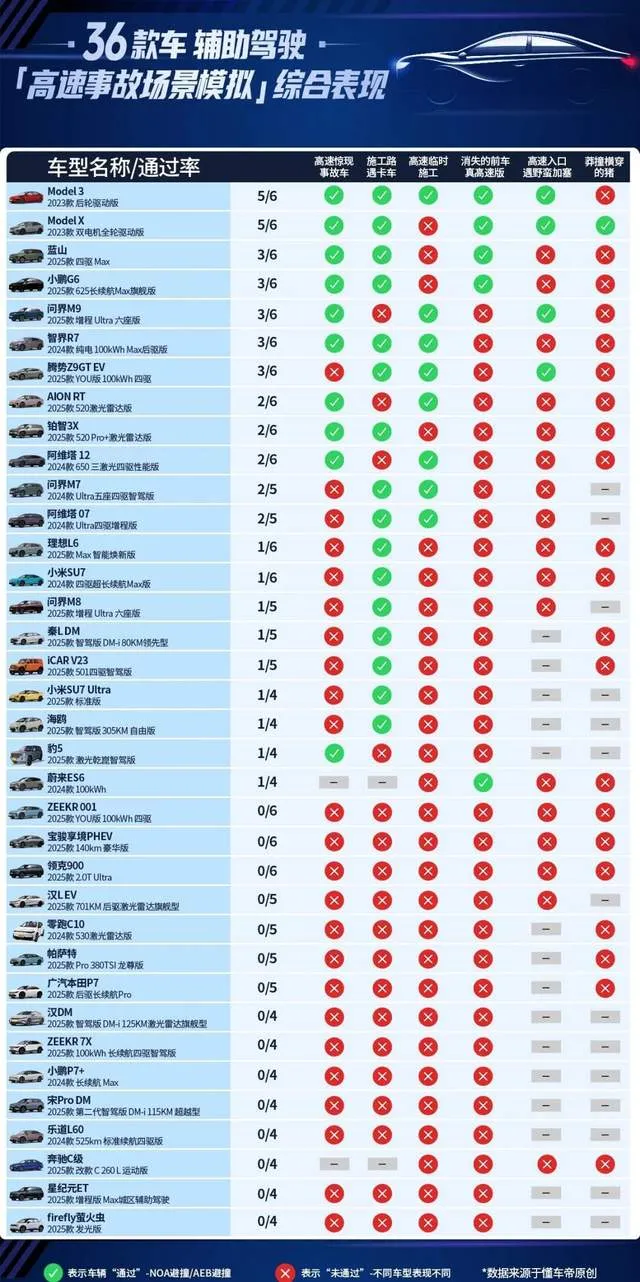 36款车 辅助驾驶
「高速事故场景模拟」综合表现
车型名称/通过率 高速惊现 施工路 高速临时 消失的前车 高速入口 莽撞横穿
事故车 遇卡车 施工 真高速版 遇野蛮加塞 的猪
Model 3
2023款 后轮驱动版
5/6
Model X
2023款 双电机全轮驱动版
5/6
蓝山
2025款 四驱 Max
3/6
小鹏G6
2025款 625长续航Max旗舰版
3/6
问界M9
2025款 增程 Ultra 六座版
3/6
智界R7
2024款 纯电 100kWh Max后驱版
3/6
腾势Z9GT EV
2025款 YOU版 100kWh 四驱
3/6
AION RT
2025款 520激光雷达版
2/6
铂智3X
2025款 520 Pro+激光雷达版
2/6
阿维塔 12
2024款 650 三激光四驱性能版
2/6
问界M7
2024款 Ultra五座四驱智驾版
2/5 –
阿维塔 07
2024款 Ultra四驱增程版
2/5 –
理想L6
2025款 Max 智能焕新版
1/6
小米SU7
2024款 四驱超长续航Max版
1/6
问界M8
2025款 增程 Ultra 六座版
1/5 –
秦L DM
2025款 智驾版 DM-i 80KM领先型
1/5 –
iCAR V23
2025款 501四驱智驾版
1/5 –
小米SU7 Ultra
2025款 标准版
1/4 – –
海鸥
2025款 智驾版 305KM 自由版
1/4 – –
豹5
2025款 激光乾崑智驾版
1/4 – –
蔚来ES6
2024款 100kWh
1/4 – –
ZEEKR 001
2025款 YOU版 100kWh 四驱
0/6
宝骏享境PHEV
2025款 140km 豪华版
0/6
领克900
2025款 2.0T Ultra
0/6
汉L EV
2025款 701KM 后驱激光雷达旗舰型
0/5 –
零跑C10
2024款 530激光雷达版
0/5 –
帕萨特
2025款 Pro 380TSI 龙尊版
0/5 –
广汽本田P7
2025款 后驱长续航Pro
0/5 –
汉DM
2025款 智驾版 DM-i 125KM激光雷达旗舰型
0/4 – –
ZEEKR 7X
2025款 100kWh 长续航四驱智驾版
0/4 – –
小鹏P7+
2024款 长续航 Max
0/4 – –
宋Pro DM
2025款 第二代智驾版 DM-i 115KM 超越型
0/4 – –
乐道L60
2024款 525km 标准续航四驱版
0/4 – –
奔驰C级
2025款 改款 C 260 L 运动版
0/4 – –
星纪元ET
2025款 增程版 Max城区辅助驾驶
0/4 – –
firefly萤火虫
2025款 发光版
0/4 – –
表示车辆“通过”-NOA避撞/AEB避撞 表示“未通过”-不同车型表现不同 *数据来源于懂车帝原创